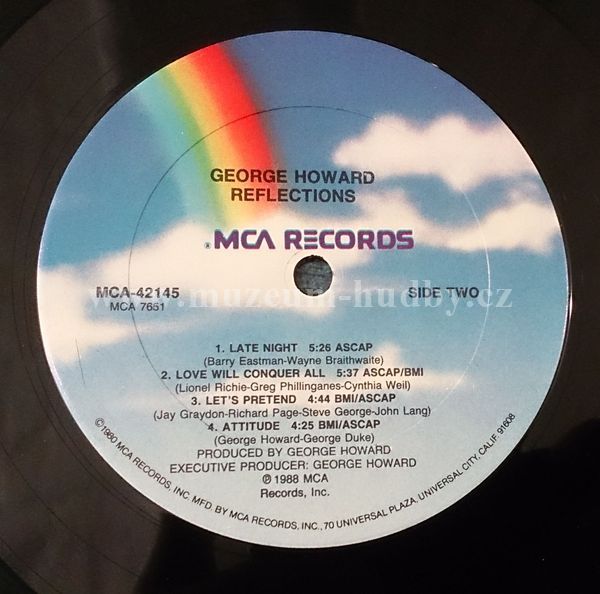 GEORGE HOWARD
REFLECTIONS
® MCA RECORDS
MCA-42145 SIDE TWO
MCA 7661
www.muzeum-hudby.cz
1. LATE NIGHT 5:26 ASCAP
(Barry Eastman-Wayne Braithwaite)
2. LOVE WILL CONQUER ALL 5:37 ASCAP/BMI
(Lionel Richie-Greg Phillinganes-Cynthia Weil)
3. LET'S PRETEND 4:44 BMI/ASCAP
(Jay Graydon-Richard Page-Steve George-John Lang)
4. ATTITUDE 4:25 BMI/ASCAP
(George Howard-George Duke)
PRODUCED BY GEORGE HOWARD
EXECUTIVE PRODUCER: GEORGE HOWARD
℗ 1988 MCA
Records, Inc.
©1980 MCA RECORDS, INC. MFD. BY MCA RECORDS, INC., 70 UNIVERSAL PLAZA, UNIVERSAL CITY, CALIF. 91608